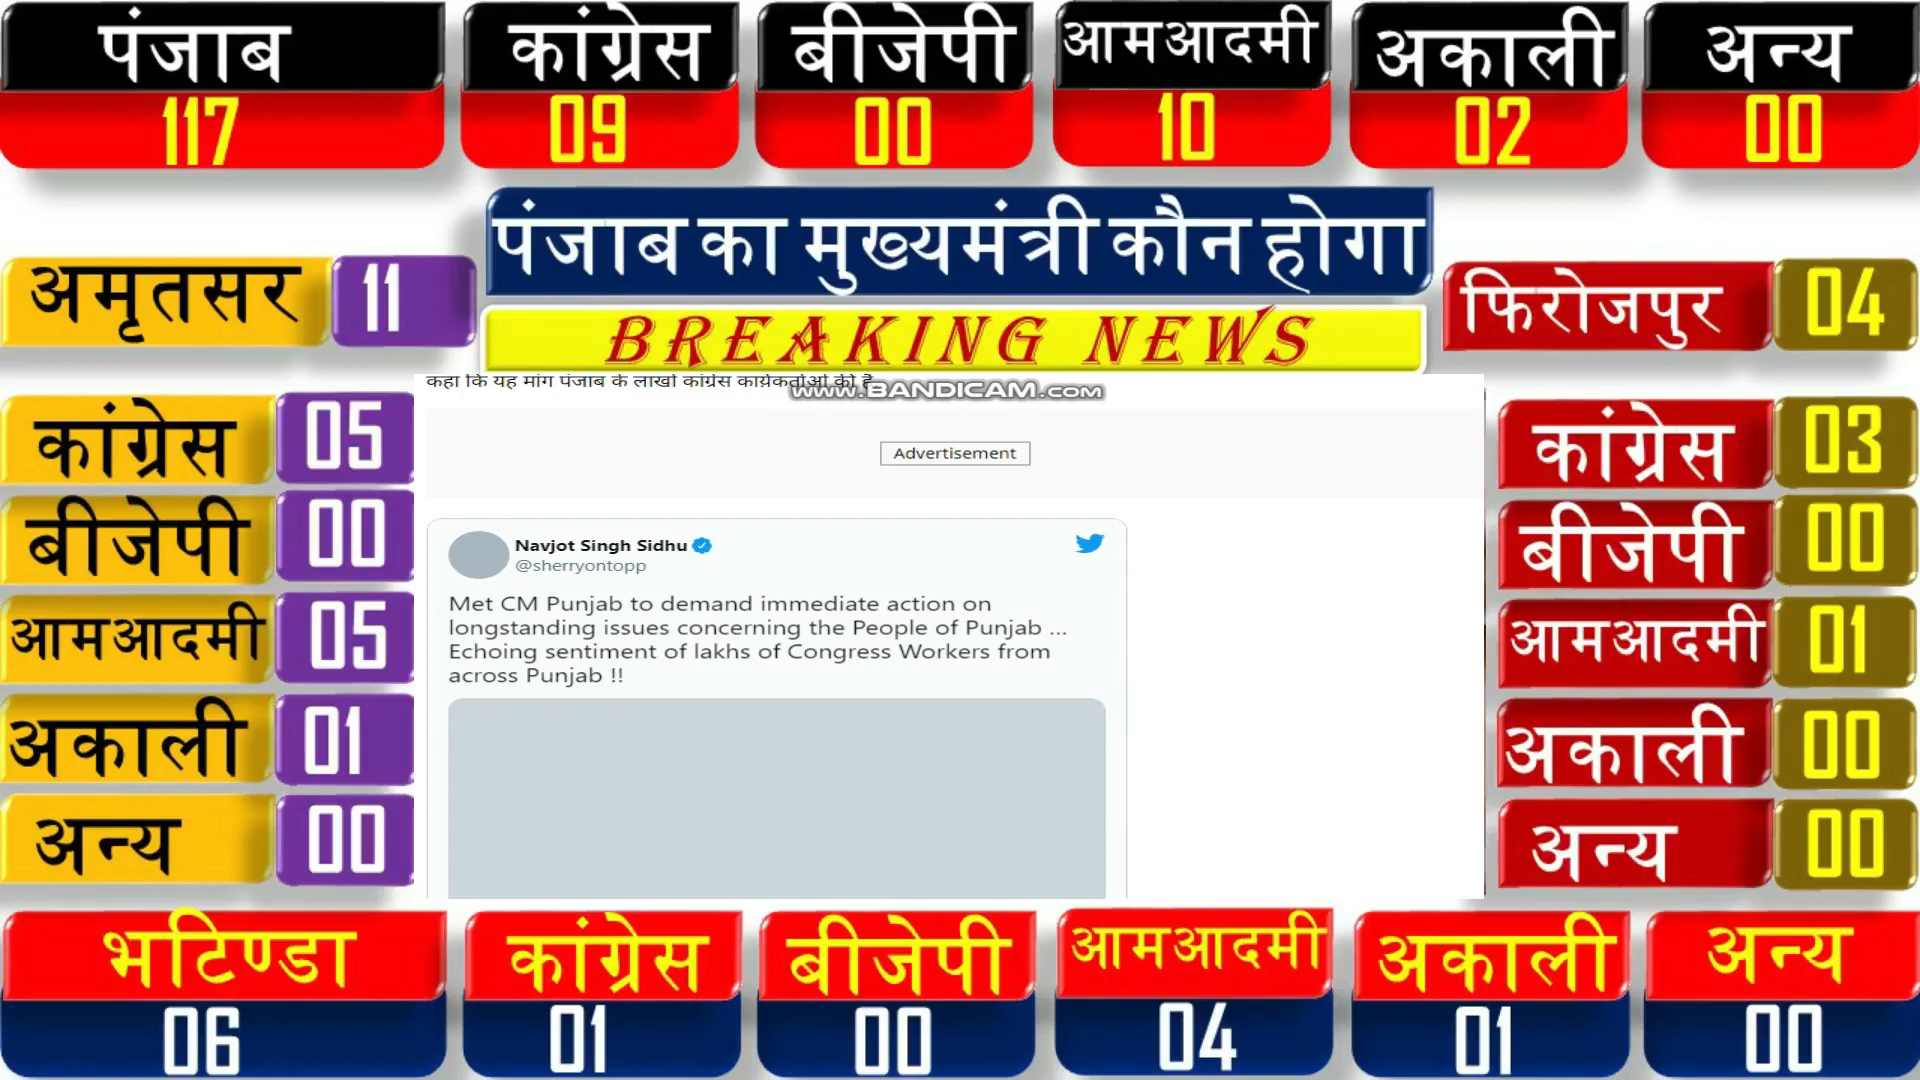 पंजाब
117
कांग्रेस
09
बीजेपी
00
आमआदमी
10
अकाली
02
अन्य
00
पंजाब का मुख्यमंत्री कौन होगा
BREAKING NEWS
अमृतसर 11
कांग्रेस 05
बीजेपी 00
आमआदमी 05
अकाली 01
अन्य 00
कहा कि यह मांग पंजाब के लाखों कांग्रेस कार्यकर्ताओं की है
www.BANDICAM.com
Advertisement
Navjot Singh Sidhu
@sherryontopp
Met CM Punjab to demand immediate action on
longstanding issues concerning the People of Punjab ...
Echoing sentiment of lakhs of Congress Workers from
across Punjab !!
फिरोजपुर 04
कांग्रेस 03
बीजेपी 00
आमआदमी 01
अकाली 00
अन्य 00
भटिण्डा
06
कांग्रेस
01
बीजेपी
00
आमआदमी
04
अकाली
01
अन्य
00